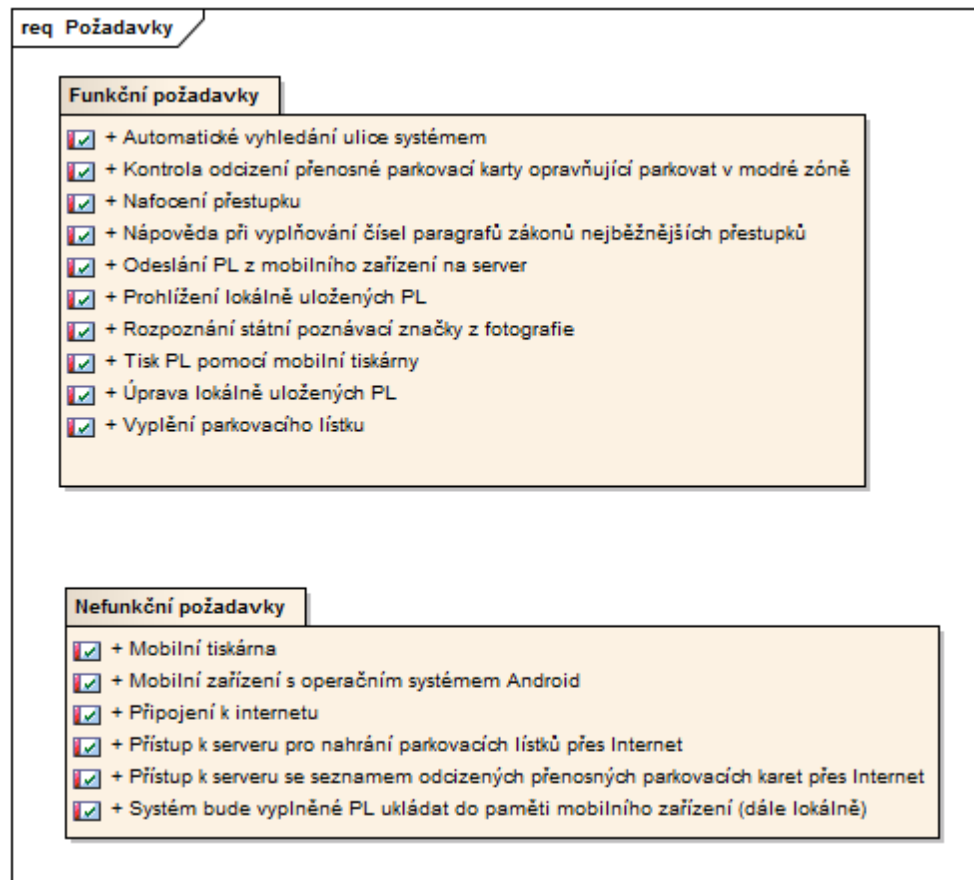 req Požadavky
Funkční požadavky
+ Automatické vyhledání ulice systémem
+ Kontrola odcizení přenosné parkovací karty opravňující parkovat v modré zóně
+ Nafocení přestupku
+ Nápověda při vyplňování čísel paragrafů zákonů nejběžnějších přestupků
+ Odeslání PL z mobilního zařízení na server
+ Prohlížení lokálně uložených PL
+ Rozpoznání státní poznávací značky z fotografie
+ Tisk PL pomocí mobilní tiskárny
+ Úprava lokálně uložených PL
+ Vyplění parkovacího lístku
Nefunkční požadavky
+ Mobilní tiskárna
+ Mobilní zařízení s operačním systémem Android
+ Připojení k internetu
+ Přístup k serveru pro nahrání parkovacích lístků přes Internet
+ Přístup k serveru se seznamem odcizených přenosných parkovacích karet přes Internet
+ Systém bude vyplněné PL ukládat do paměti mobilního zařízení (dále lokálně)